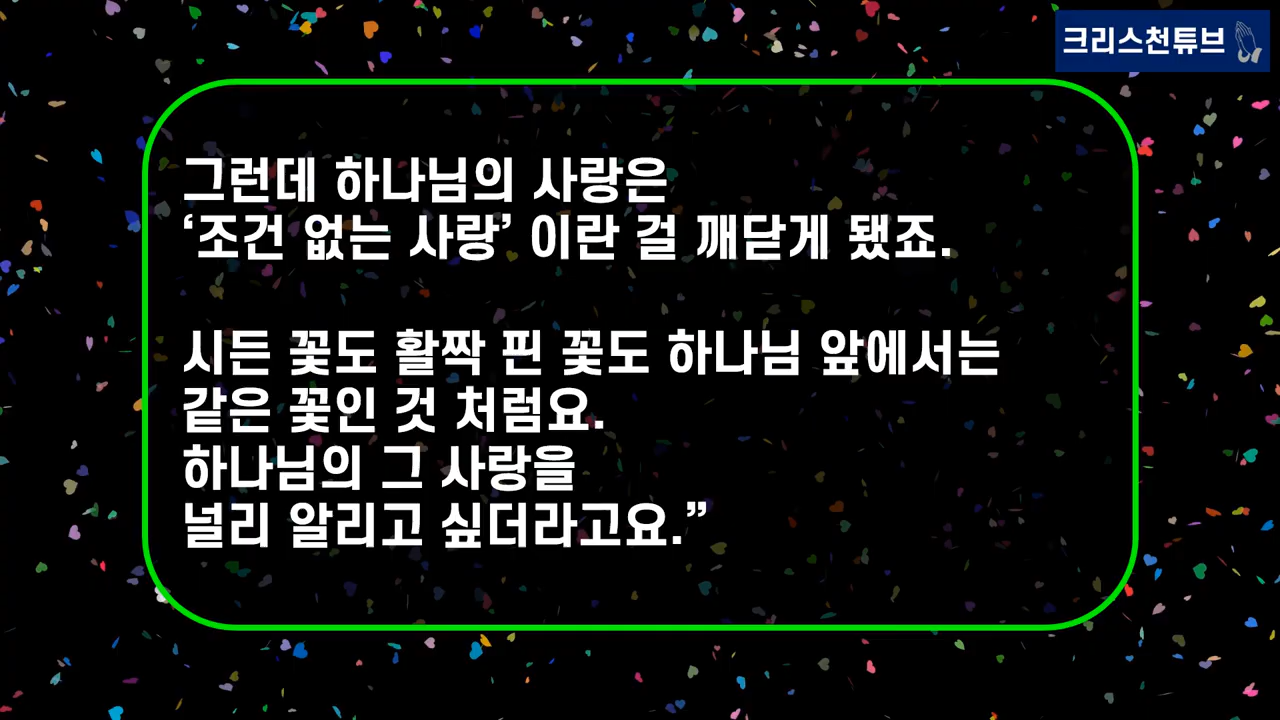 크리스천튜브
그런데 하나님의 사랑은
‘조건 없는 사랑’ 이란 걸 깨닫게 됐죠.
시든 꽃도 활짝 핀 꽃도 하나님 앞에서는
같은 꽃인 것 처럼요.
하나님의 그 사랑을
널리 알리고 싶더라고요.”